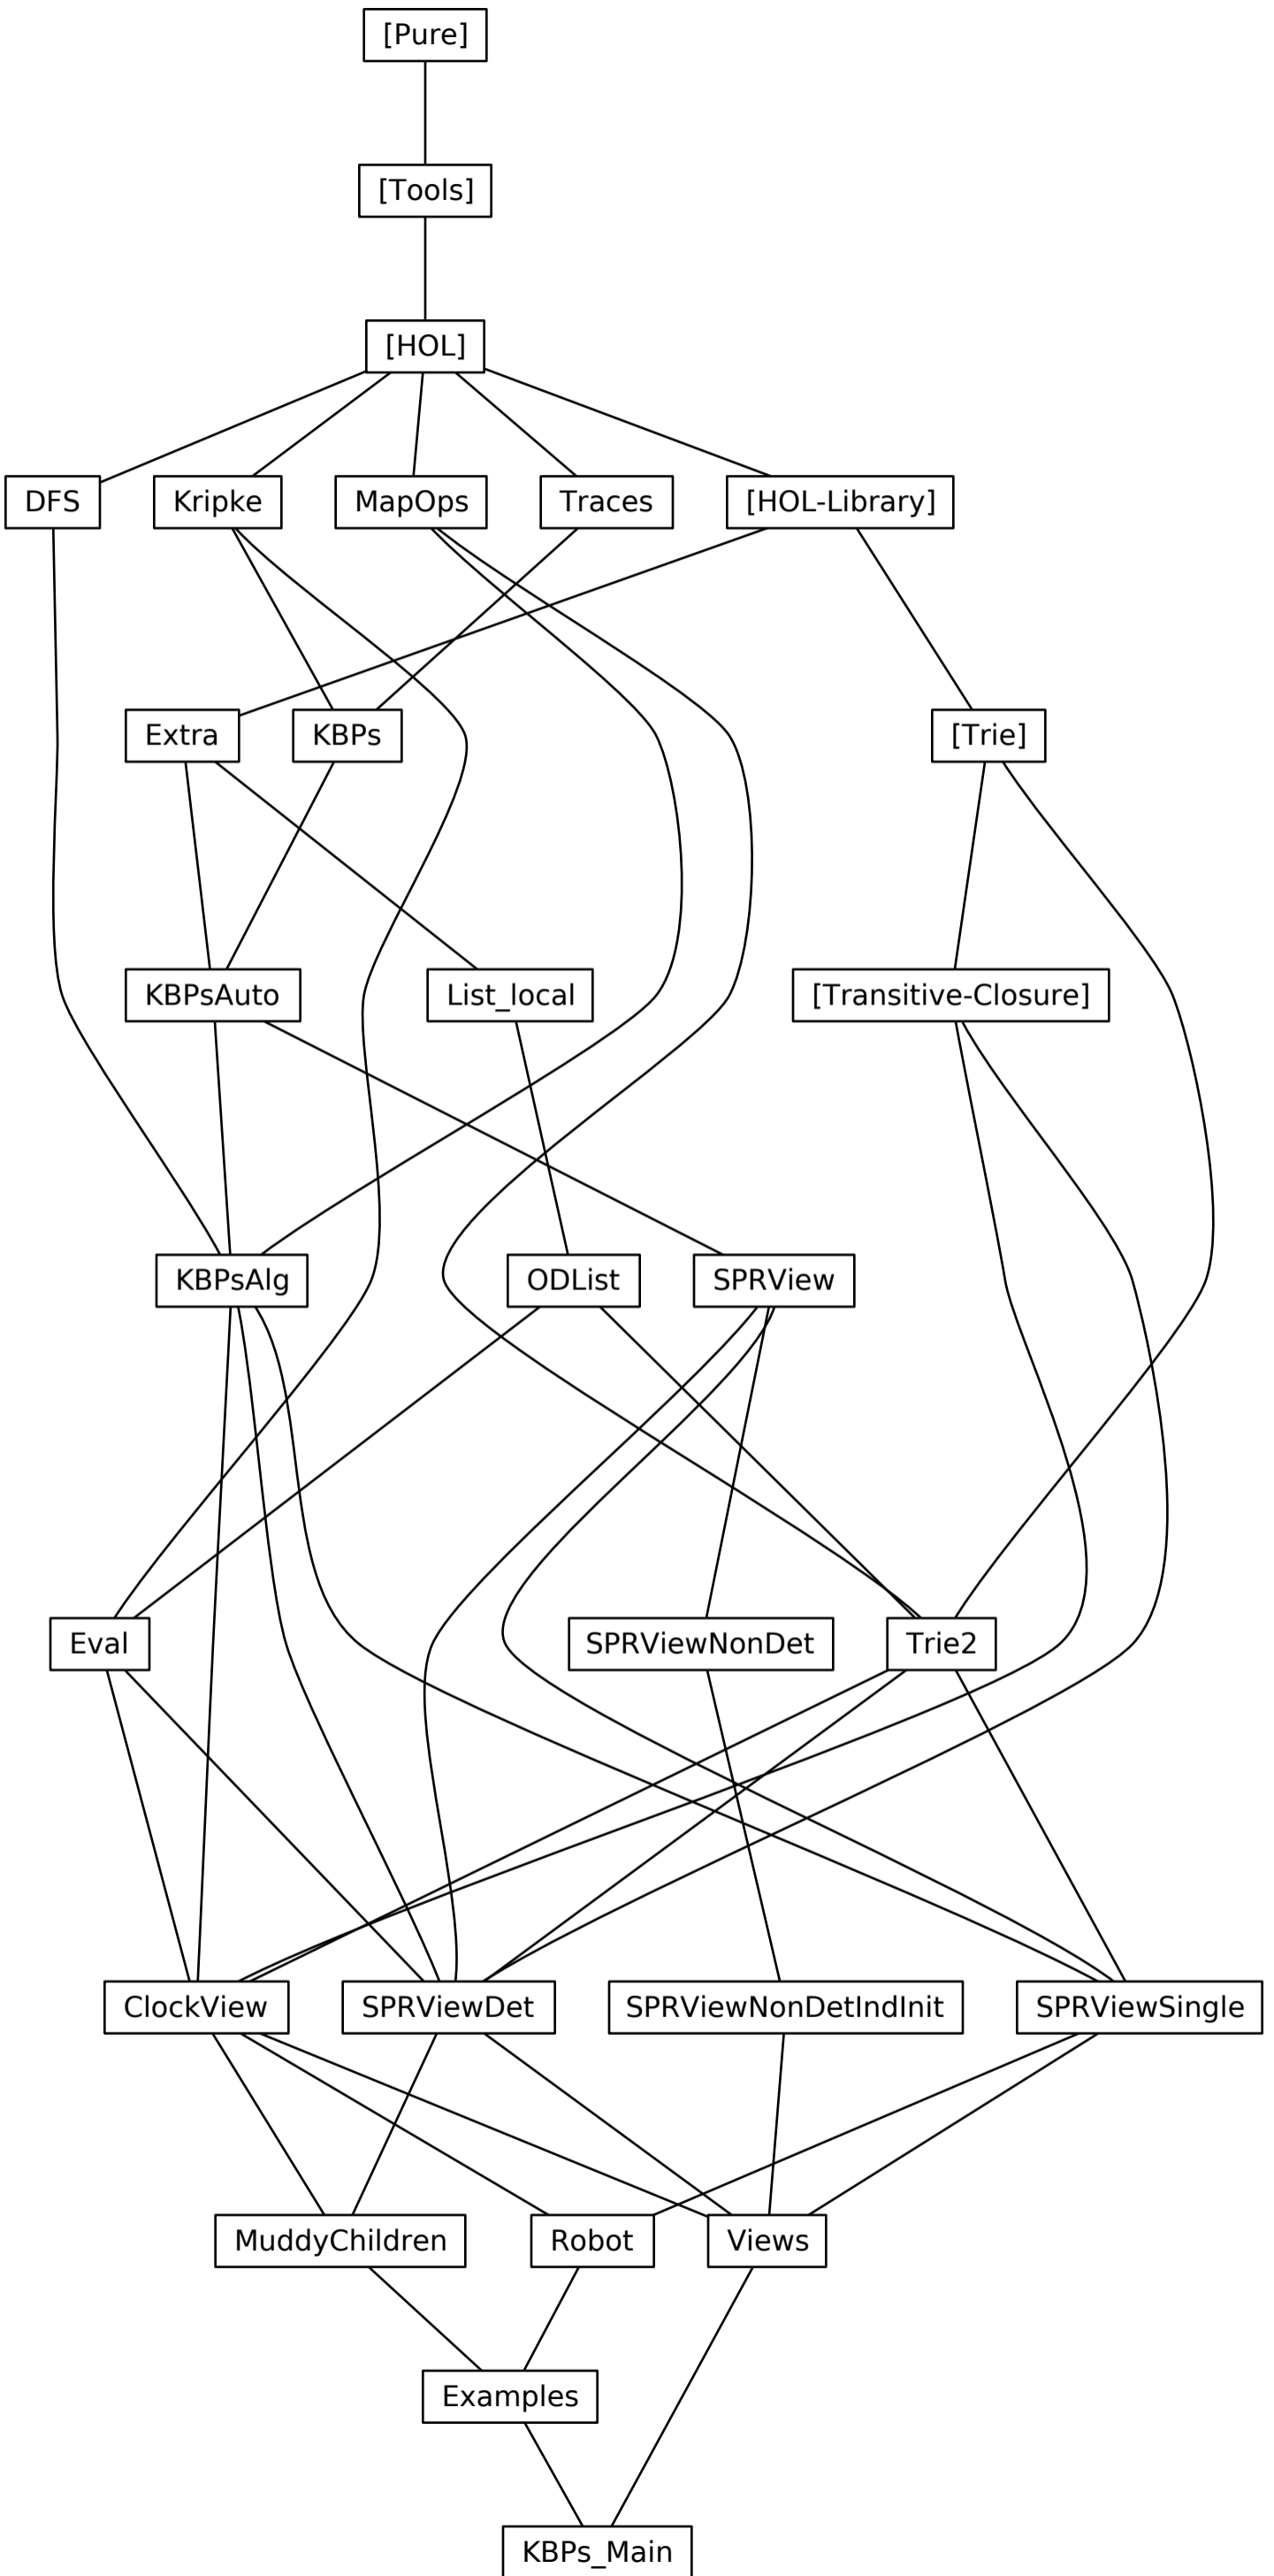 [Pure]
[Tools]
[HOL]
DFS
Kripke
MapOps
Traces
[HOL-Library]
Extra
KBPs
[Trie]
KBPsAuto
List_local
[Transitive-Closure]
KBPsAlg
ODList
SPRView
Eval
SPRViewNonDet
Trie2
ClockView
SPRViewDet
SPRViewNonDetIndInit
SPRViewSingle
MuddyChildren
Robot
Views
Examples
KBPs_Main